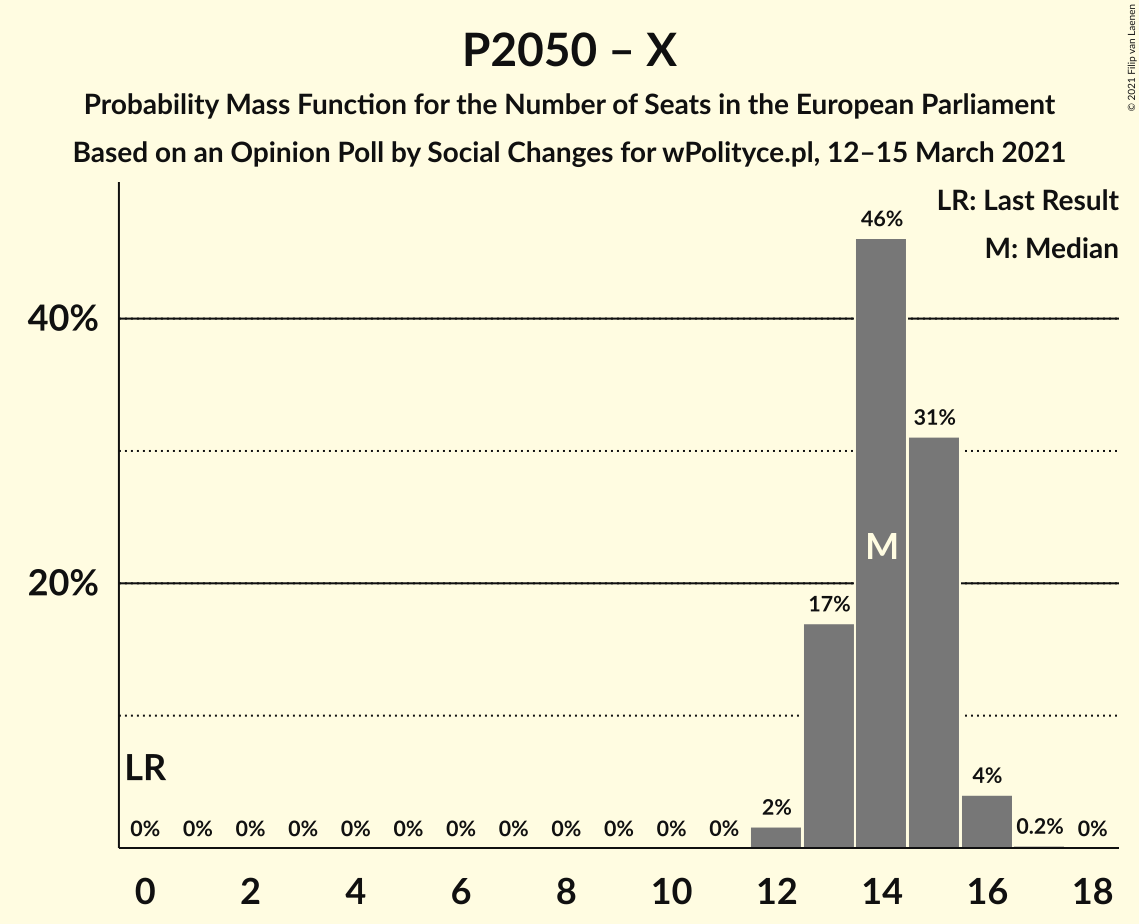 P2050 – X
Probability Mass Function for the Number of Seats in the European Parliament
Based on an Opinion Poll by Social Changes for wPolityce.pl, 12–15 March 2021
© 2021 Filip van Laenen
LR: Last Result
M: Median
40%
20%
46%
31%
17%
M
LR
4%
2%
0% 0% 0% 0% 0% 0% 0% 0% 0% 0% 0% 0% 0.2% 0%
0 2 4 6 8 10 12 14 16 18